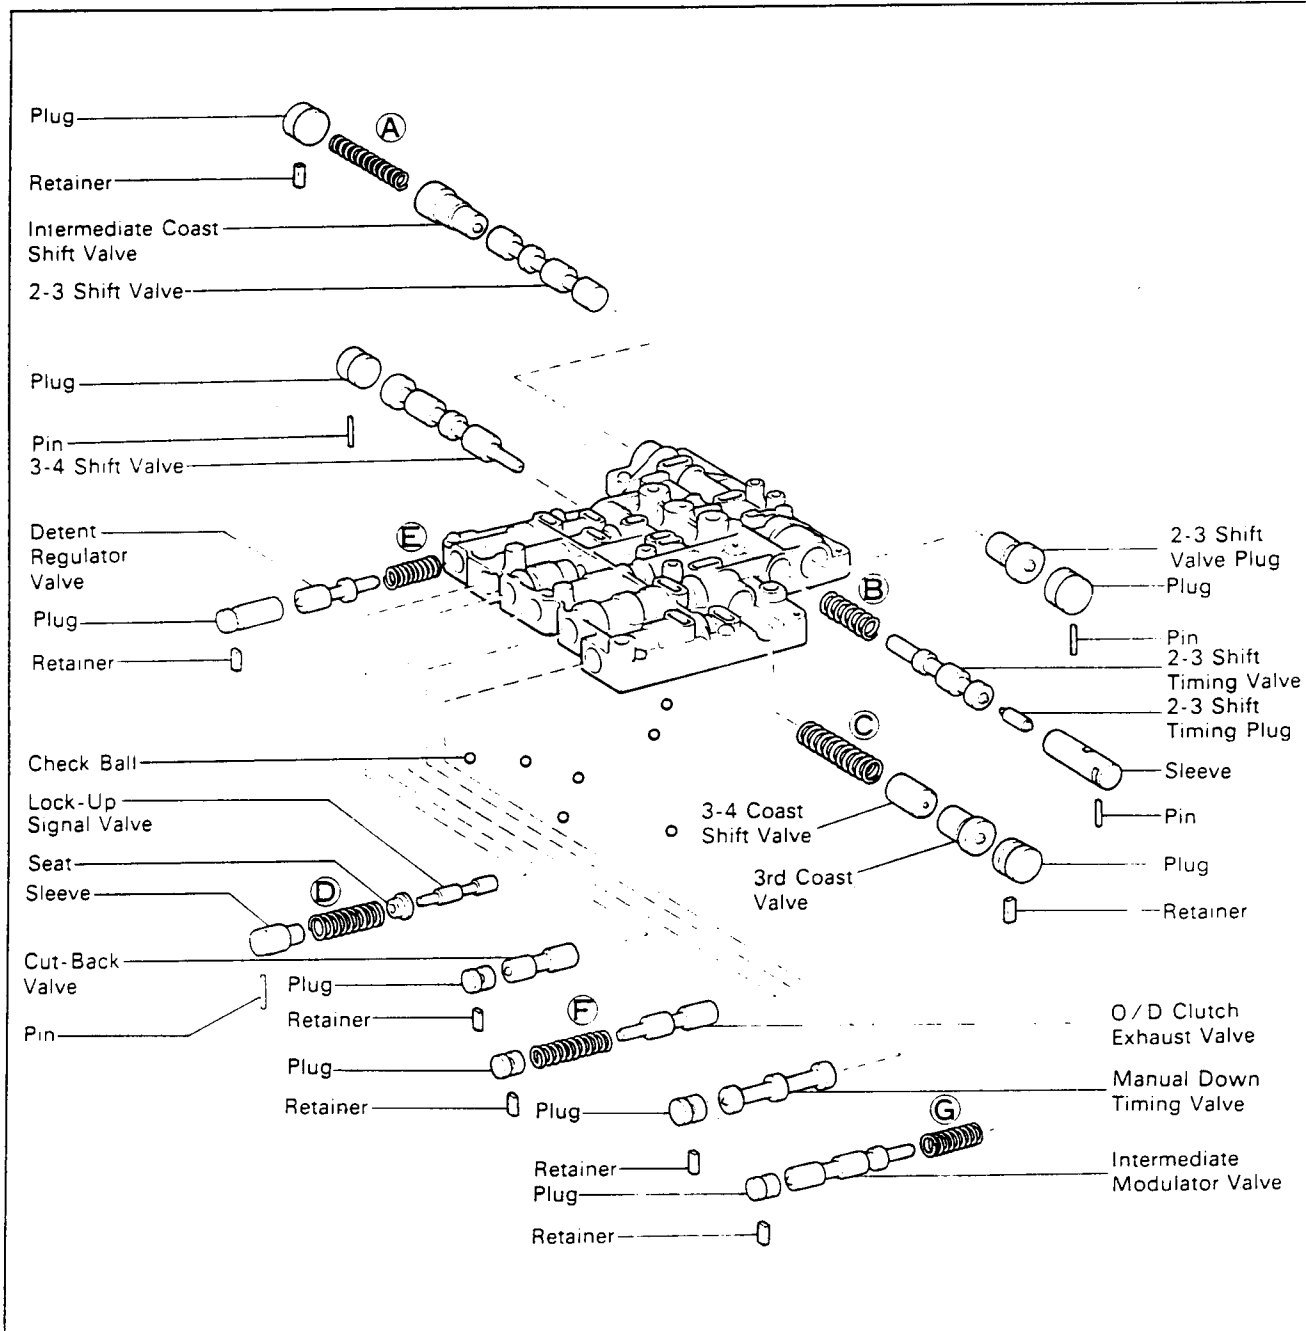 Plug
A
Retainer
Intermediate Coast
Shift Valve
2-3 Shift Valve
Plug
Pin
3-4 Shift Valve
Detent
Regulator
Valve
E
Plug
Retainer
2-3 Shift
Valve Plug
Plug
B
Pin
2-3 Shift
Timing Valve
2-3 Shift
Timing Plug
C
Sleeve
Pin
3-4 Coast
Shift Valve
Plug
3rd Coast
Valve
Retainer
Check Ball
Lock-Up
Signal Valve
Seat
Sleeve
D
Cut-Back
Valve
Pin
Plug
Retainer
F
Plug
Retainer
O/D Clutch
Exhaust Valve
Manual Down
Timing Valve
Plug
G
Retainer
Intermediate
Modulator Valve
Plug
Retainer